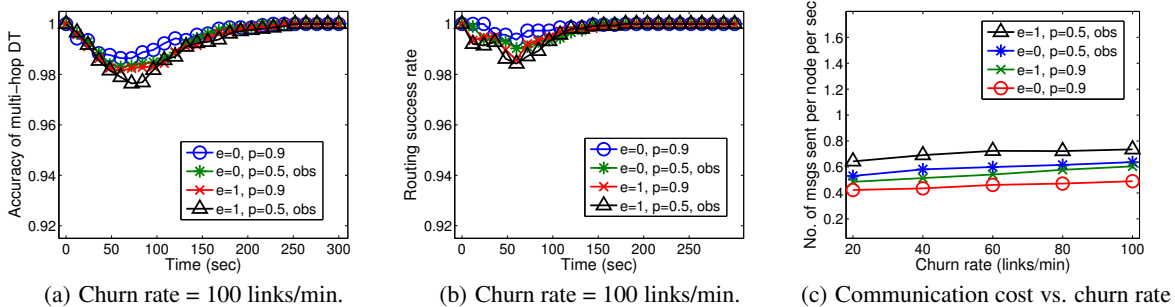 1
0.98
0.96
0.94
0.92
Accuracy of multi-hop DT
e=0, p=0.9
e=0, p=0.5, obs
e=1, p=0.9
e=1, p=0.5, obs
0 50 100 150 200 250 300
Time (sec)
(a) Churn rate = 100 links/min.
1
0.98
0.96
0.94
0.92
Routing success rate
e=0, p=0.9
e=0, p=0.5, obs
e=1, p=0.9
e=1, p=0.5, obs
0 50 100 150 200 250
Time (sec)
(b) Churn rate = 100 links/min.
1.6
1.4
1.2
1
0.8
0.6
0.4
0.2
No. of msgs sent per node per sec
e=1, p=0.5, obs
e=0, p=0.5, obs
e=1, p=0.9
e=0, p=0.9
20 40 60 80 100
Churn rate (links/min)
(c) Communication cost vs. churn rate